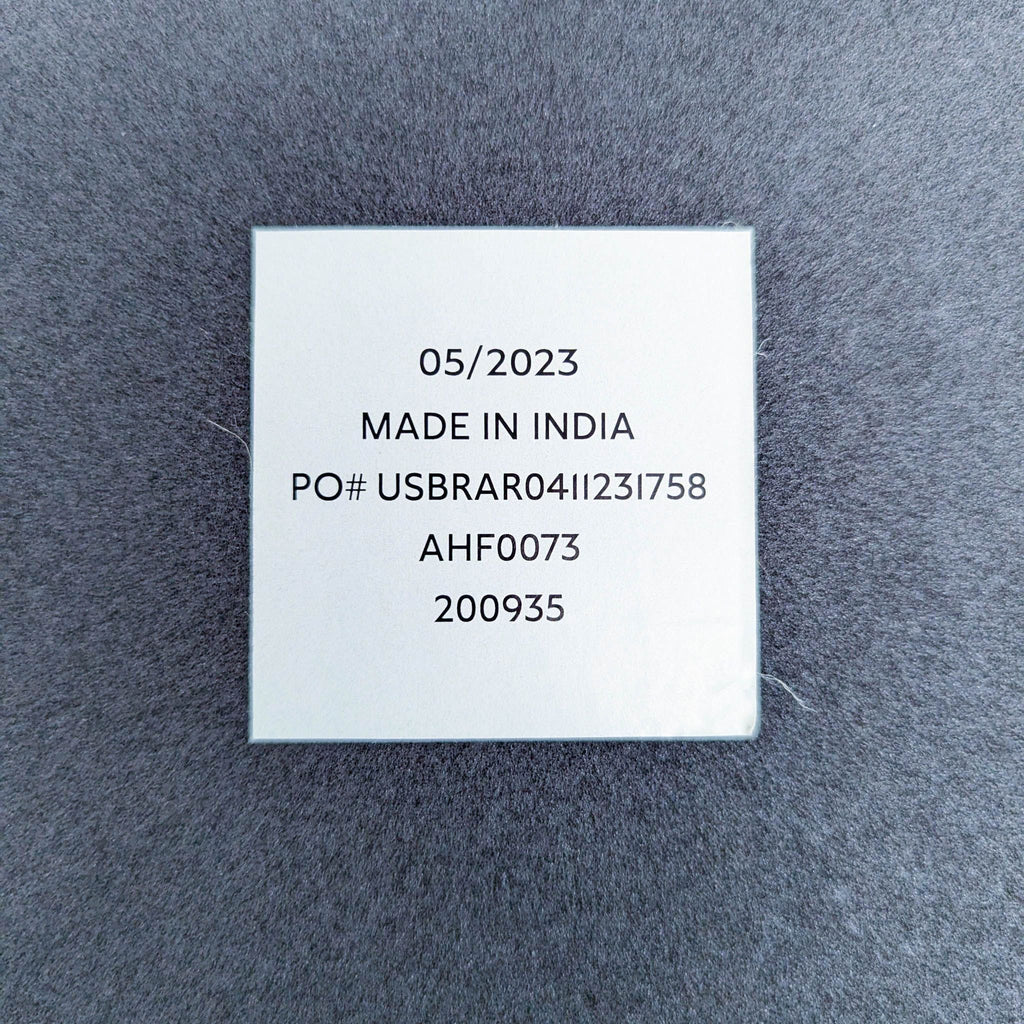 05/2023
MADE IN INDIA
PO# USBRAR0411231758
AHF0073
200935